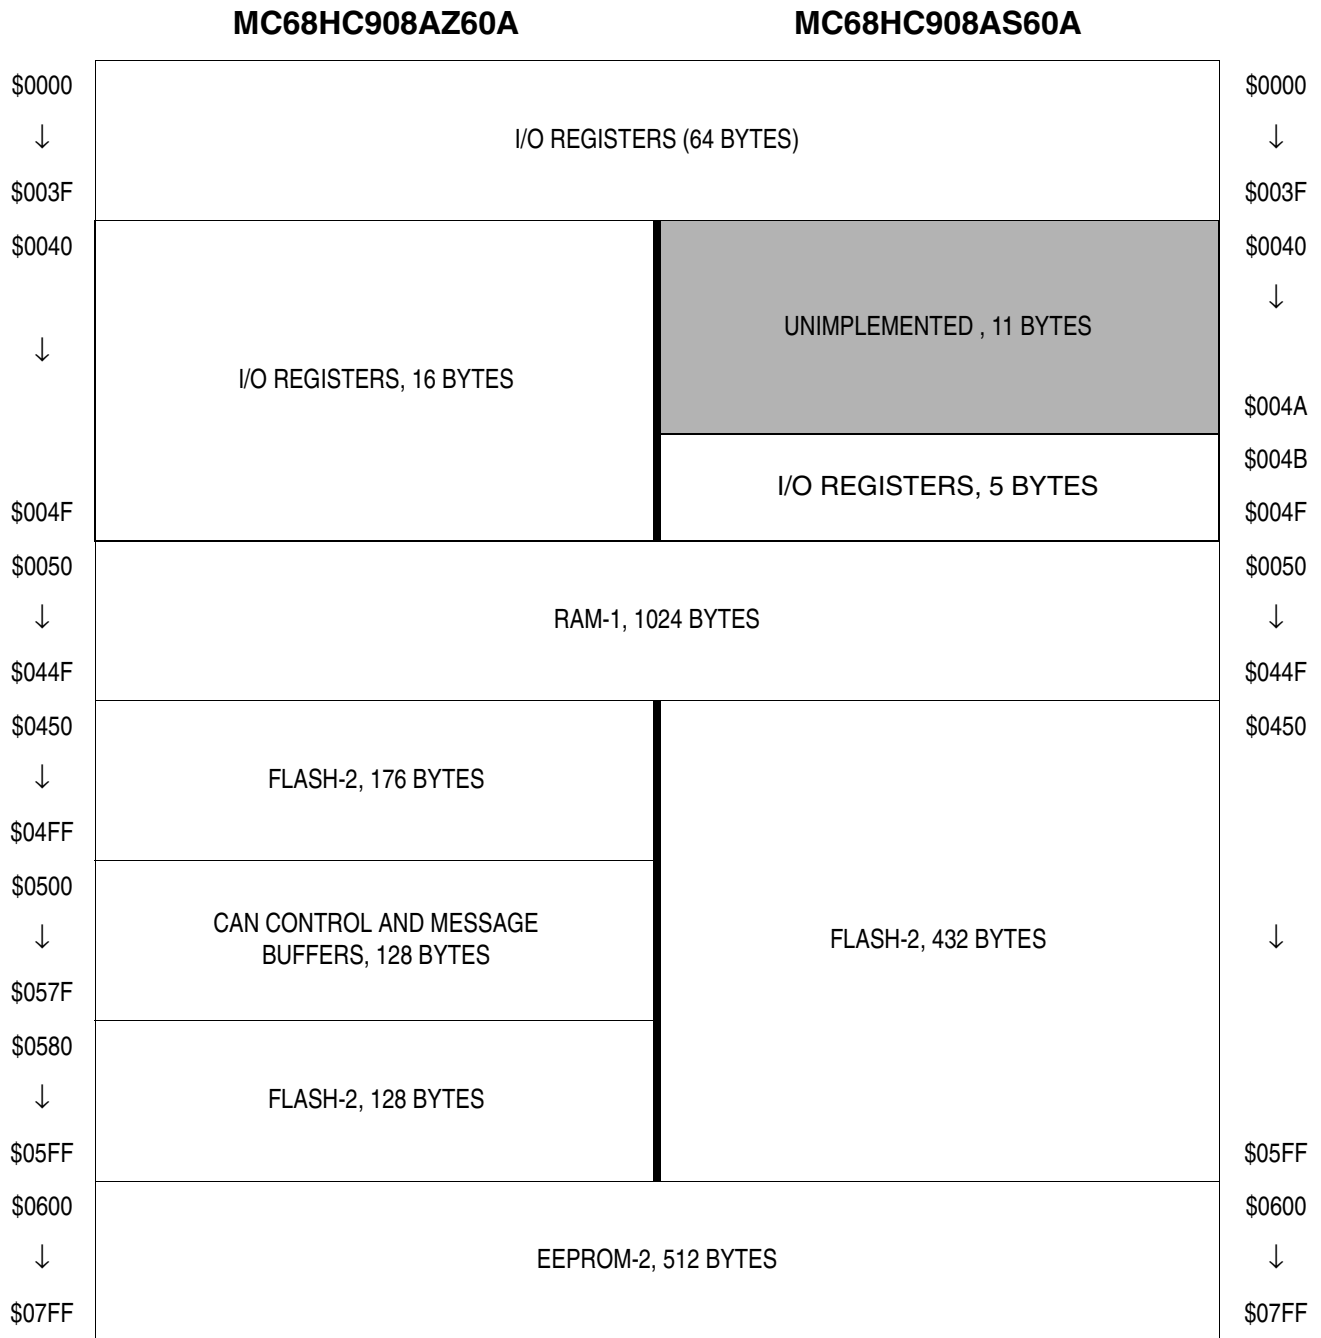 MC68HC908AZ60A MC68HC908AS60A
$0000 $0000
↓ I/O REGISTERS (64 BYTES) ↓
$003F $003F
$0040 $0040
↓
UNIMPLEMENTED , 11 BYTES
↓
I/O REGISTERS, 16 BYTES
$004A
$004B
I/O REGISTERS, 5 BYTES
$004F $004F
$0050 $0050
↓ RAM-1, 1024 BYTES ↓
$044F $044F
$0450 $0450
↓ FLASH-2, 176 BYTES
$04FF
$0500
CAN CONTROL AND MESSAGE
↓ FLASH-2, 432 BYTES ↓
BUFFERS, 128 BYTES
$057F
$0580
↓ FLASH-2, 128 BYTES
$05FF $05FF
$0600 $0600
↓ EEPROM-2, 512 BYTES ↓
$07FF $07FF